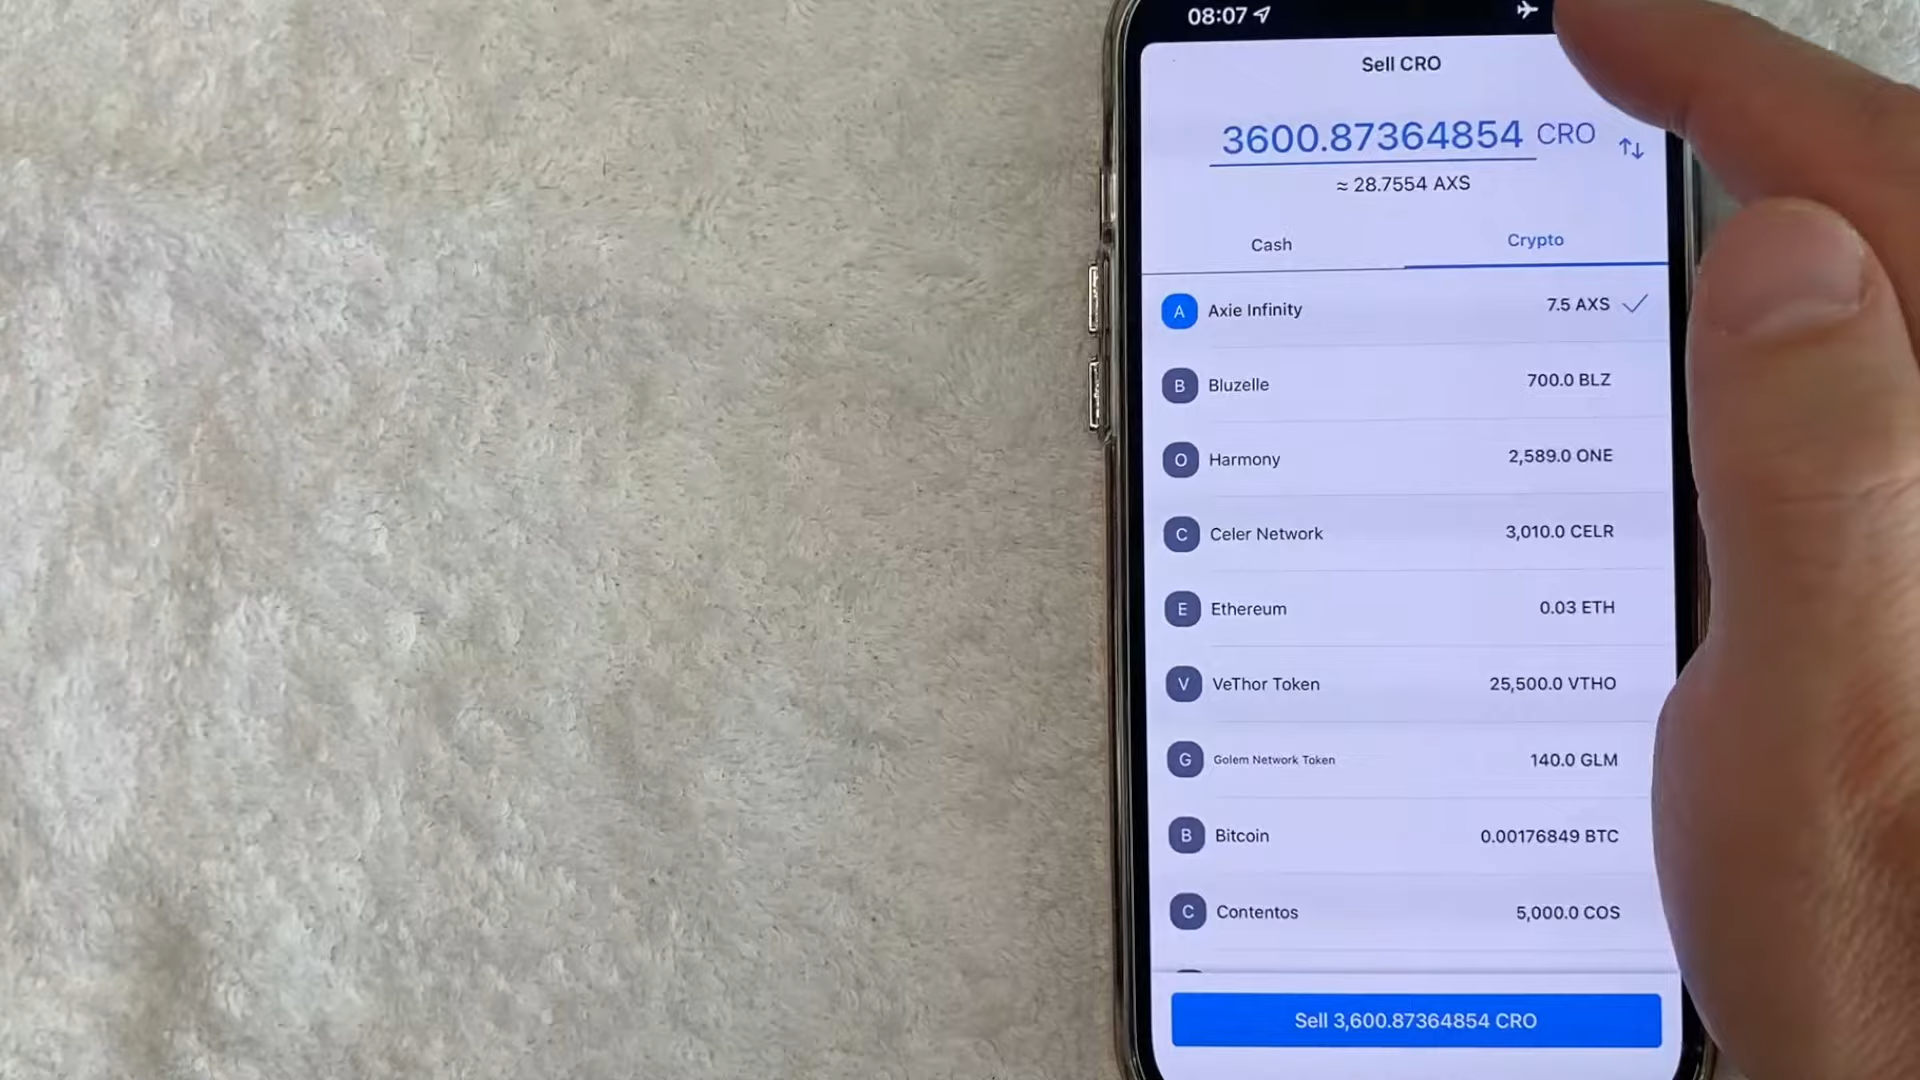 08:07
Sell CRO
3600.87364854 CRO
≈ 28.7554 AXS
Cash Crypto
A Axie Infinity 7.5 AXS
B Bluzelle 700.0 BLZ
O Harmony 2,589.0 ONE
C Celer Network 3,010.0 CELR
E Ethereum 0.03 ETH
V VeThor Token 25,500.0 VTHO
G Golem Network Token 140.0 GLM
B Bitcoin 0.00176849 BTC
C Contentos 5,000.0 COS
Sell 3,600.87364854 CRO